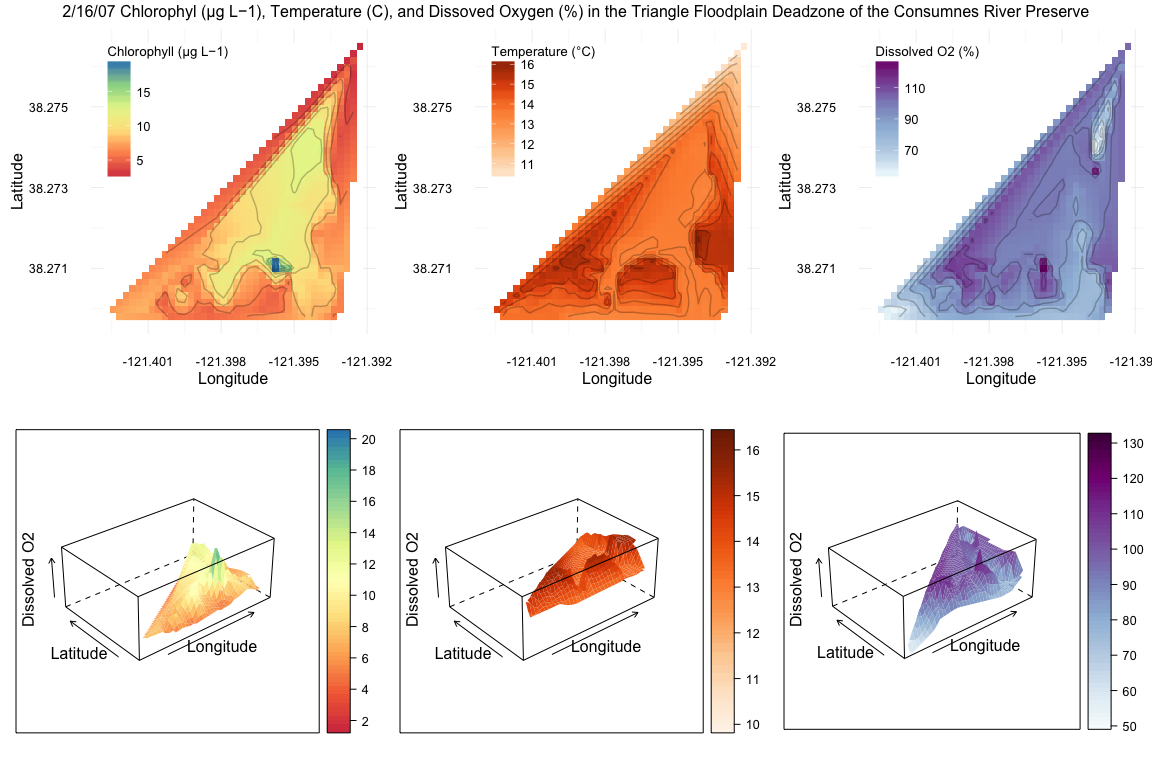 2/16/07 Chlorophyl (µg L−1), Temperature (C), and Dissoved Oxygen (%) in the Triangle Floodplain Deadzone of the Consumnes River Preserve
Chlorophyll (µg L−1)
15
10
5
38.275
38.273
38.271
Latitude
-121.401 -121.398 -121.395 -121.392
Longitude
Temperature (°C)
16
15
14
13
12
11
38.275
38.273
38.271
Latitude
-121.401 -121.398 -121.395 -121.392
Longitude
Dissolved O2 (%)
110
90
70
38.275
38.273
38.271
Latitude
-121.401 -121.398 -121.395 -121.39
Longitude
Dissolved O2
Latitude
Longitude
20
18
16
14
12
10
8
6
4
2
Dissolved O2
Latitude
Longitude
16
15
14
13
12
11
10
Dissolved O2
Latitude
Longitude
130
120
110
100
90
80
70
60
50